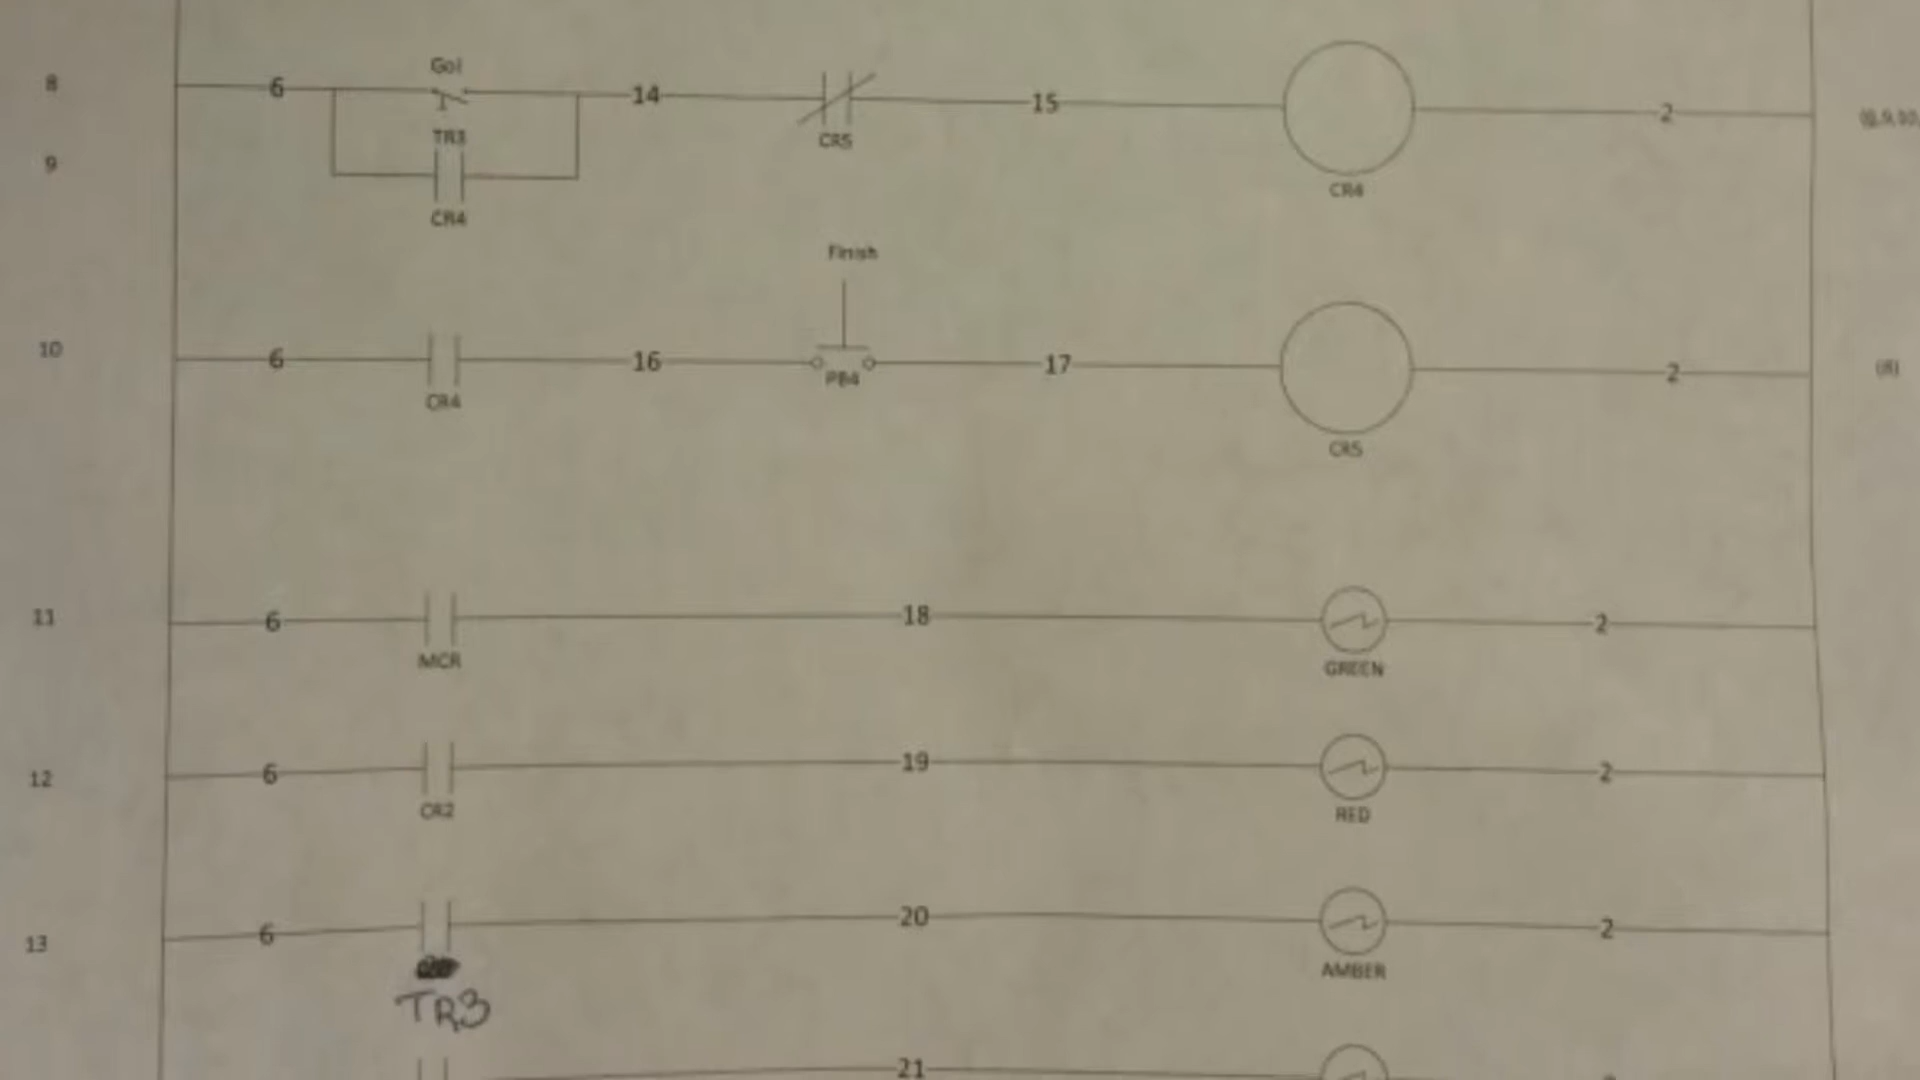 Go!
8 6 14 15 2
TR3 CR5
9
CR4 CR4
Finish
10 6 16 17 2 (8)
PB4
CR4 CR5
11 6 18 2
MCR GREEN
12 6 19 2
CR2 RED
13 6 20 2
AMBER
TR3
21